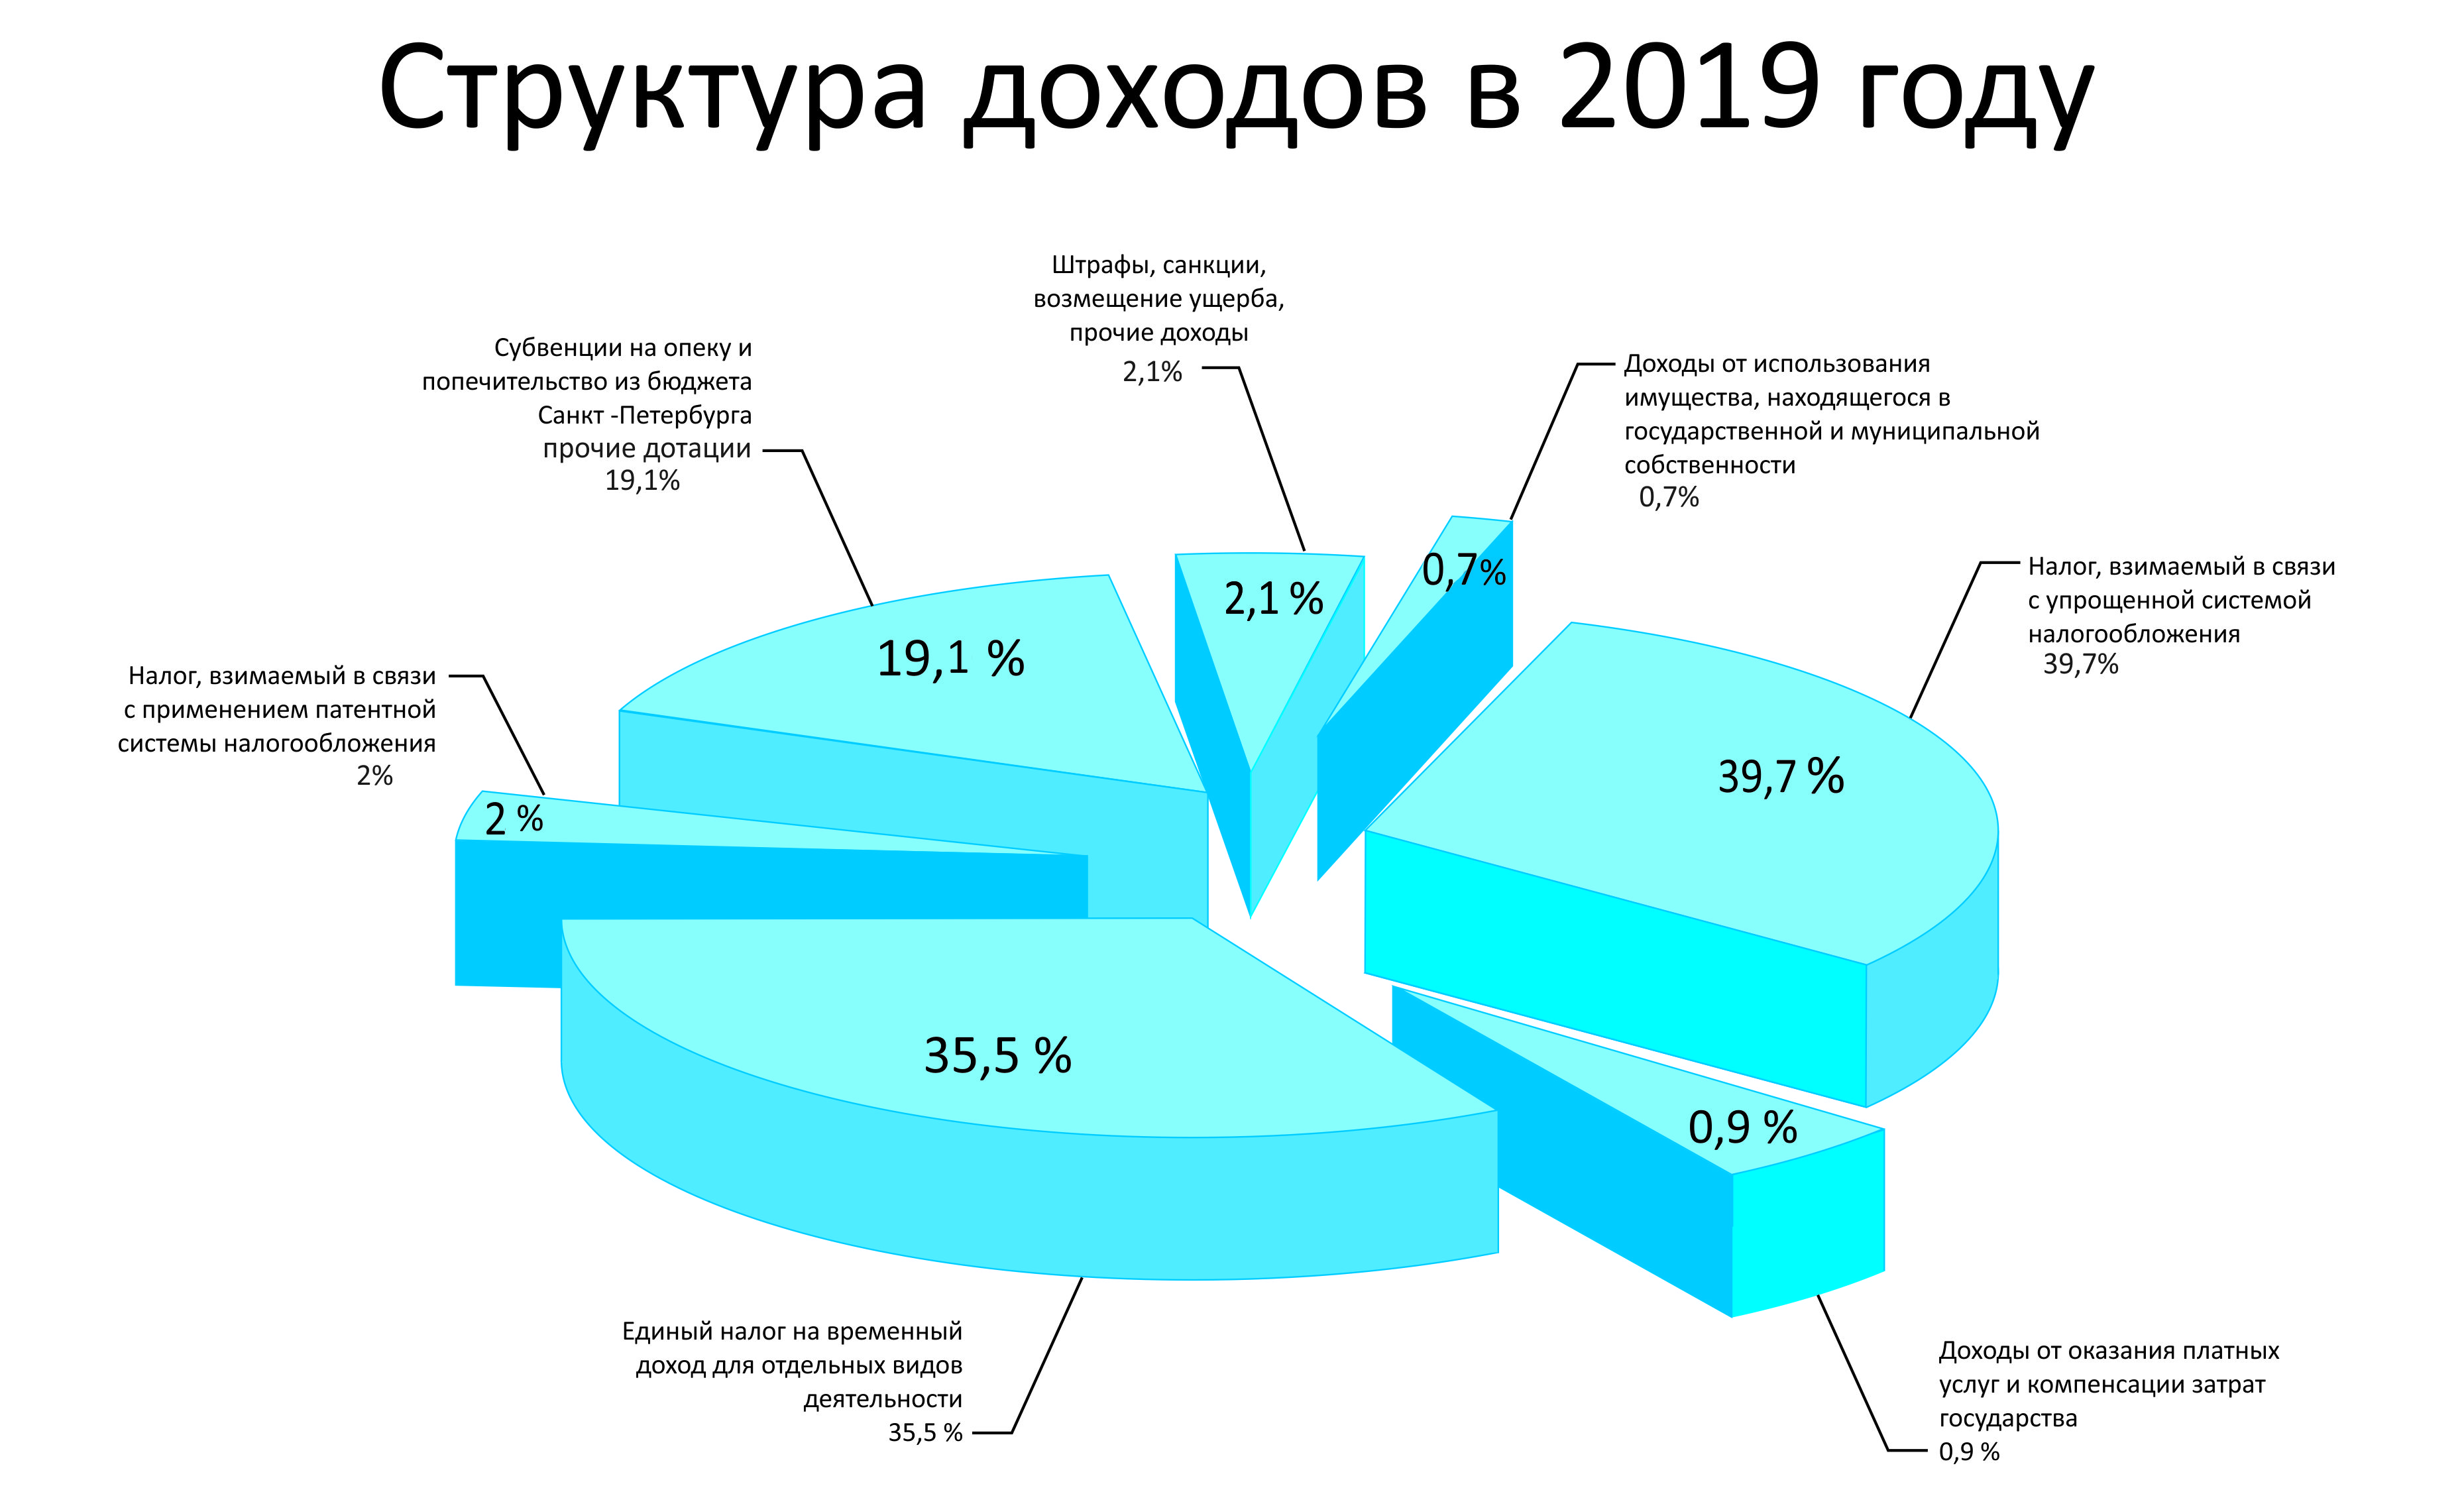 Структура доходов в 2019 году
Штрафы, санкции,
возмещение ущерба,
прочие доходы
2,1%
Субвенции на опеку и
попечительство из бюджета
Санкт -Петербурга
прочие дотации
19,1%
Доходы от использования
имущества, находящегося в
государственной и муниципальной
собственности
0,7%
Налог, взимаемый в связи
с упрощенной системой
налогообложения
39,7%
Налог, взимаемый в связи
с применением патентной
системы налогообложения
2%
0,7%
2,1 %
19,1 %
39,7 %
2 %
35,5 %
0,9 %
Единый налог на временный
доход для отдельных видов
деятельности
35,5 %
Доходы от оказания платных
услуг и компенсации затрат
государства
0,9 %